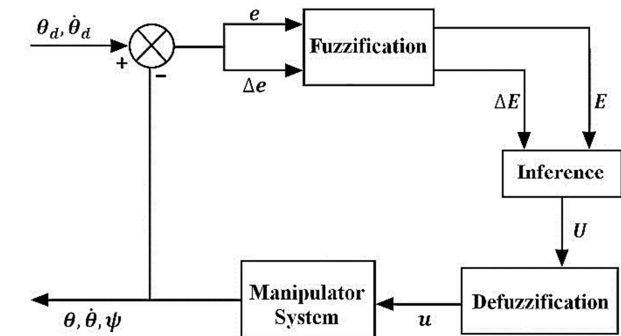 θ_d, θ̇_d
+
−
e
Δe
Fuzzification
ΔE
E
Inference
U
Defuzzification
u
Manipulator
System
θ, θ̇, ψ